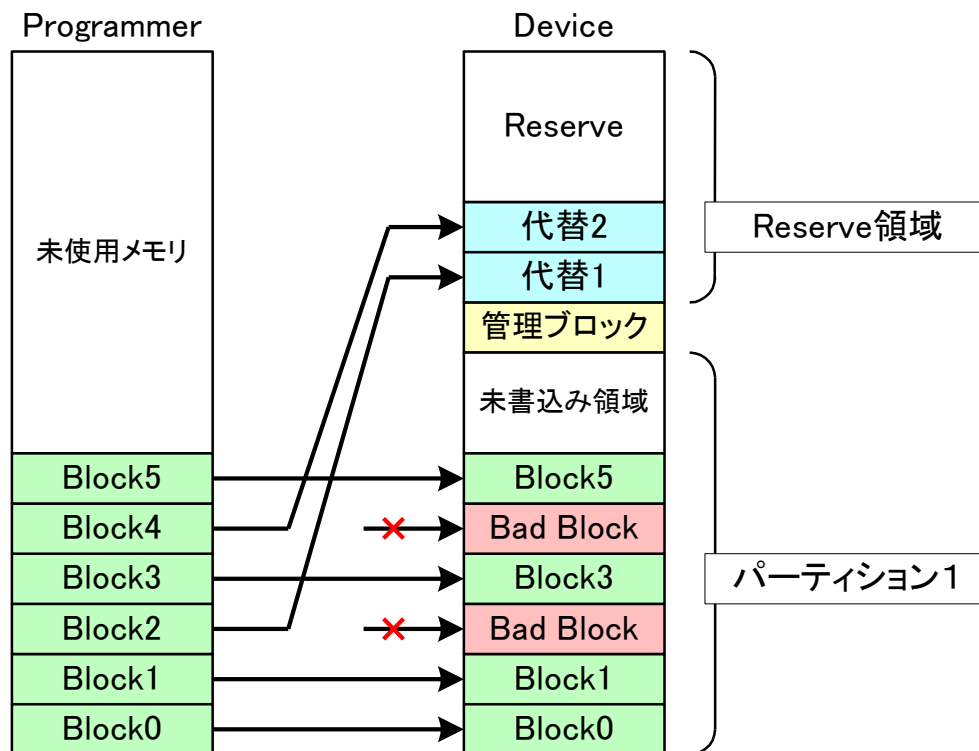 Programmer
未使用メモリ
Block5
Block4
Block3
Block2
Block1
Block0
Device
Reserve
代替2
代替1
管理ブロック
未書込み領域
Block5
Bad Block
Block3
Bad Block
Block1
Block0
Reserve領域
パーティション1